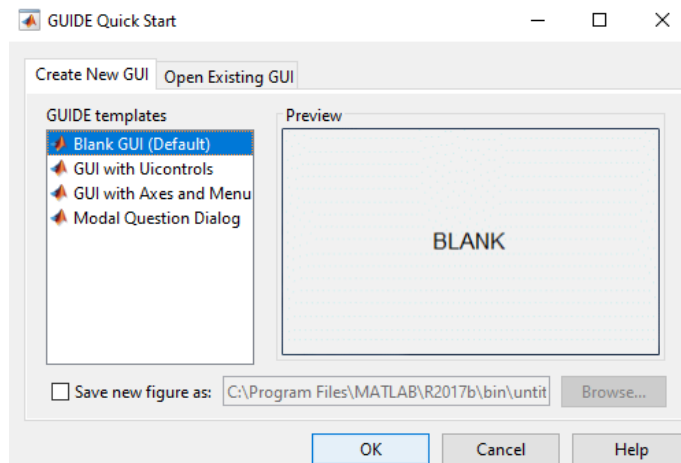 GUIDE Quick Start
Create New GUI Open Existing GUI
GUIDE templates
Blank GUI (Default)
GUI with Uicontrols
GUI with Axes and Menu
Modal Question Dialog
Preview
BLANK
Save new figure as: C:\Program Files\MATLAB\R2017b\bin\untit Browse...
OK Cancel Help